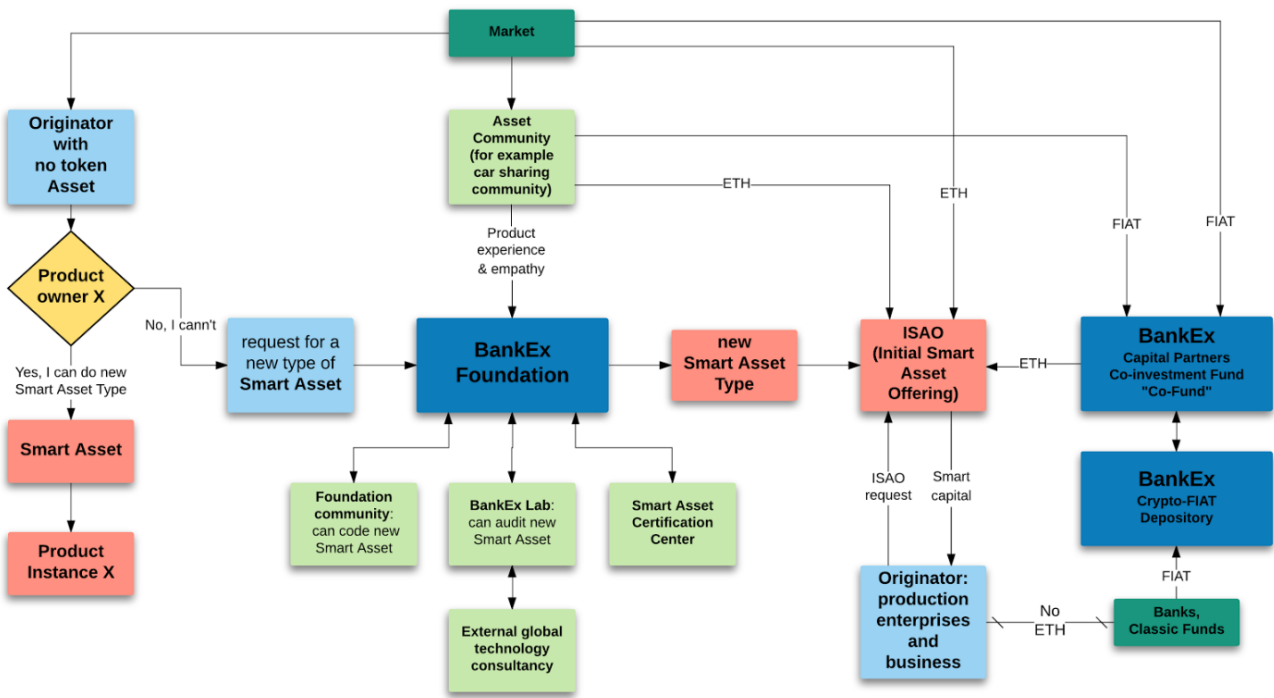 Market
Originator
with
no token
Asset
Asset
Community
(for example
car sharing
community)
ETH
ETH
FIAT
FIAT
Product
experience
& empathy
Product
owner X
No, I cann't
Yes, I can do new
Smart Asset Type
Smart Asset
Product
Instance X
request for a
new type of
Smart Asset
BankEx
Foundation
new
Smart Asset
Type
ISAO
(Initial Smart
Asset
Offering)
ETH
BankEx
Capital Partners
Co-investment Fund
"Co-Fund"
Foundation
community:
can code new
Smart Asset
BankEx Lab:
can audit new
Smart Asset
Smart Asset
Certification
Center
External global
technology
consultancy
ISAO
request
Smart
capital
BankEx
Crypto-FIAT
Depository
FIAT
Originator:
production
enterprises
and
business
No
ETH
Banks,
Classic Funds